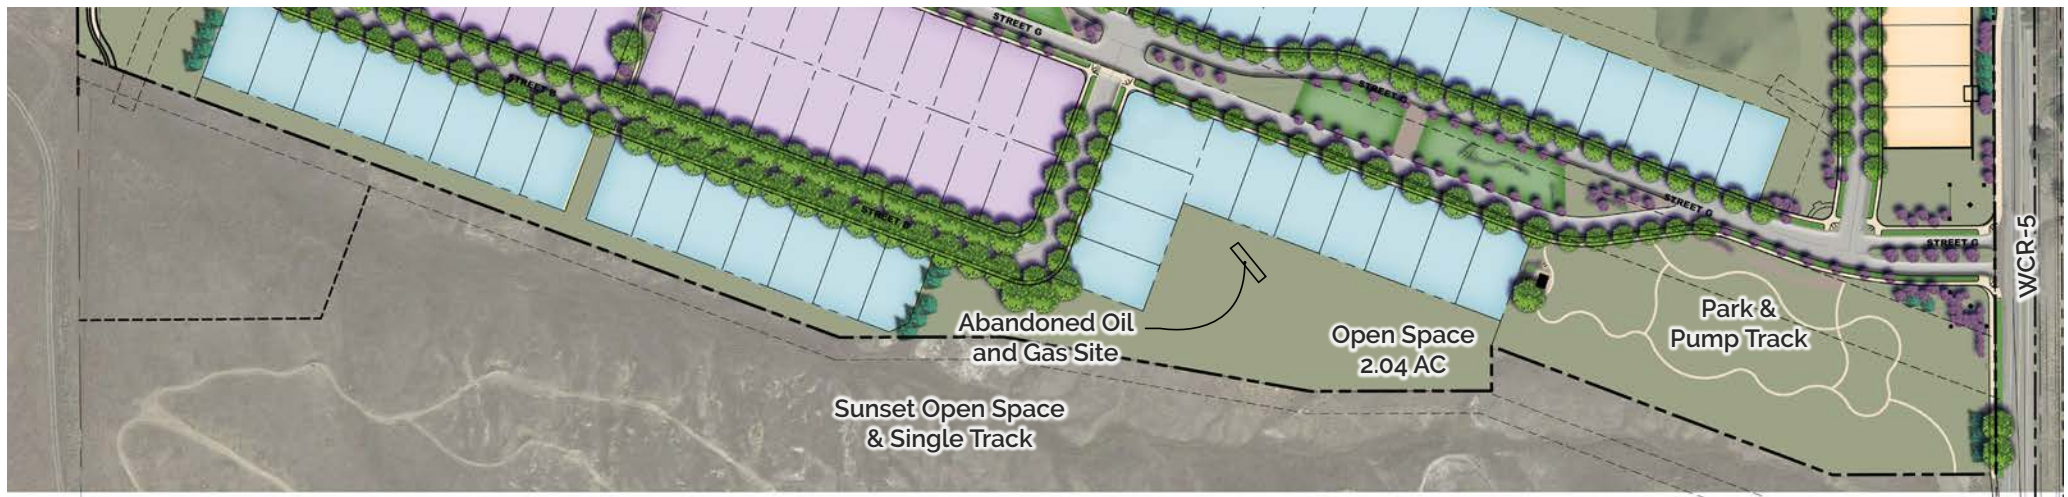 STREET G
STREET G
STREET B
STREET B
STREET G
STREET G
WCR-5
Abandoned Oil
and Gas Site
Open Space
2.04 AC
Park &
Pump Track
Sunset Open Space
& Single Track